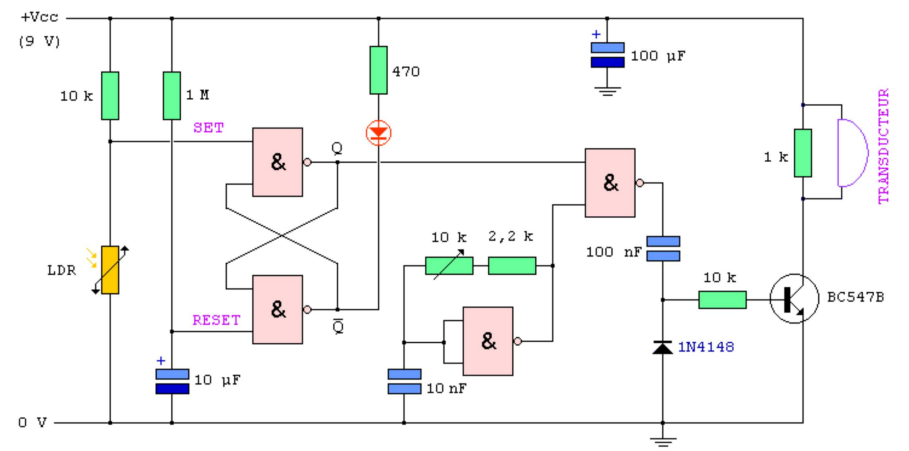 +Vcc
(9 V)
10 k
1 M
470
+
100 µF
SET
Q
&
&
1 k
TRANSDUCTEUR
10 k
2,2 k
100 nF
LDR
10 k
BC547B
RESET
&
Q̅
&
1N4148
+
10 µF
10 nF
0 V